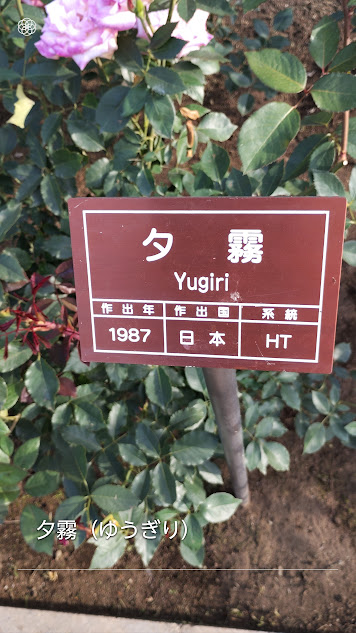 夕霧
Yugiri
作出年 作出国 系統
1987 日本 HT
夕霧（ゆうぎり）